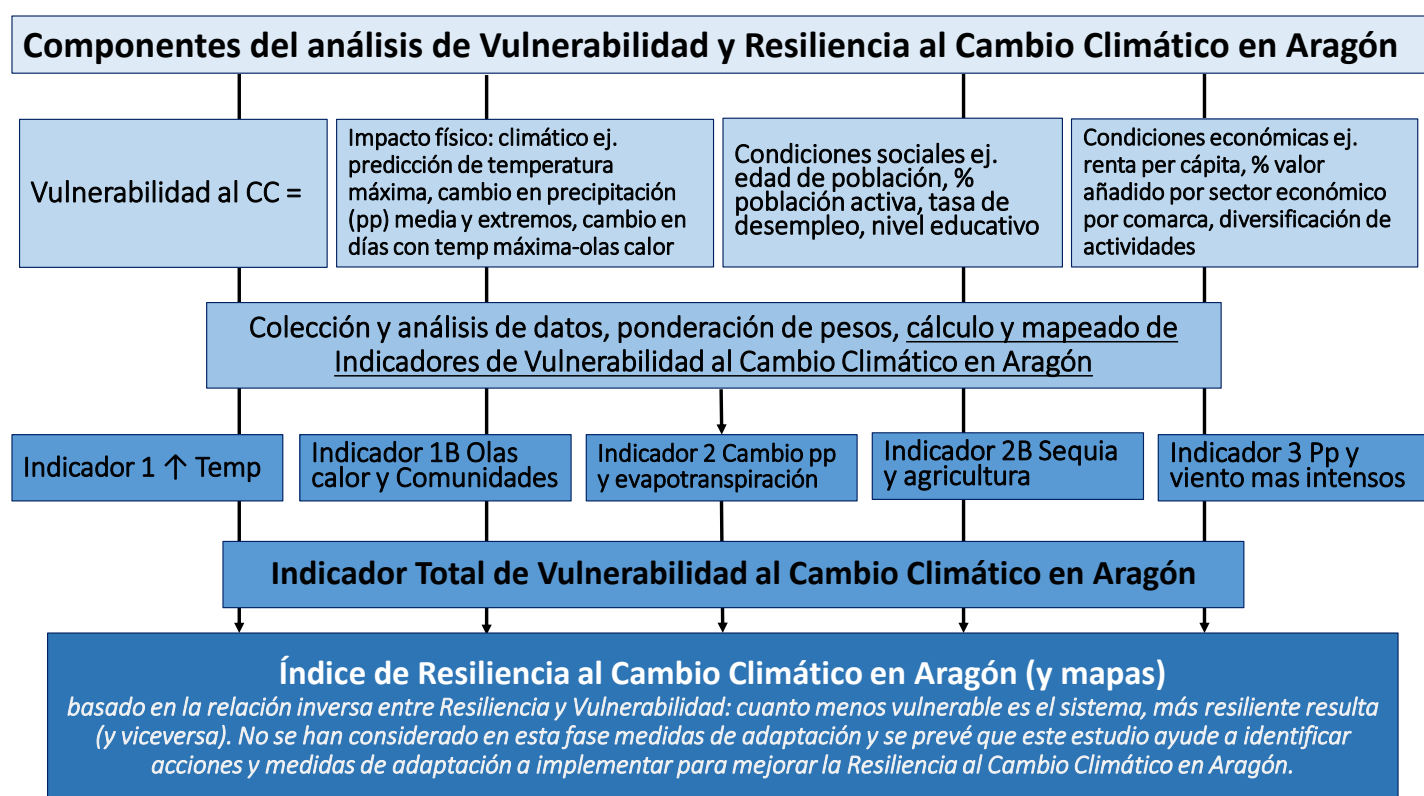 Componentes del análisis de Vulnerabilidad y Resiliencia al Cambio Climático en Aragón
Vulnerabilidad al CC =
Impacto físico: climático ej.
predicción de temperatura
máxima, cambio en precipitación
(pp) media y extremos, cambio en
días con temp máxima-olas calor
Condiciones sociales ej.
edad de población, %
población activa, tasa de
desempleo, nivel educativo
Condiciones económicas ej.
renta per cápita, % valor
añadido por sector económico
por comarca, diversificación de
actividades
Colección y análisis de datos, ponderación de pesos, cálculo y mapeado de
Indicadores de Vulnerabilidad al Cambio Climático en Aragón
Indicador 1 ↑ Temp
Indicador 1B Olas
calor y Comunidades
Indicador 2 Cambio pp
y evapotranspiración
Indicador 2B Sequia
y agricultura
Indicador 3 Pp y
viento mas intensos
Indicador Total de Vulnerabilidad al Cambio Climático en Aragón
Índice de Resiliencia al Cambio Climático en Aragón (y mapas)
basado en la relación inversa entre Resiliencia y Vulnerabilidad: cuanto menos vulnerable es el sistema, más resiliente resulta
(y viceversa). No se han considerado en esta fase medidas de adaptación y se prevé que este estudio ayude a identificar
acciones y medidas de adaptación a implementar para mejorar la Resiliencia al Cambio Climático en Aragón.